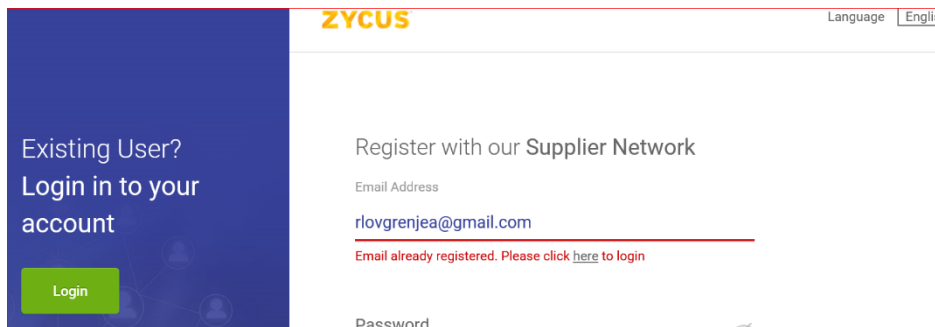 ZYCUS
Language
Existing User?
Login in to your
account
Login
Register with our Supplier Network
Email Address
rlovgrenjea@gmail.com
Email already registered. Please click here to login
Password